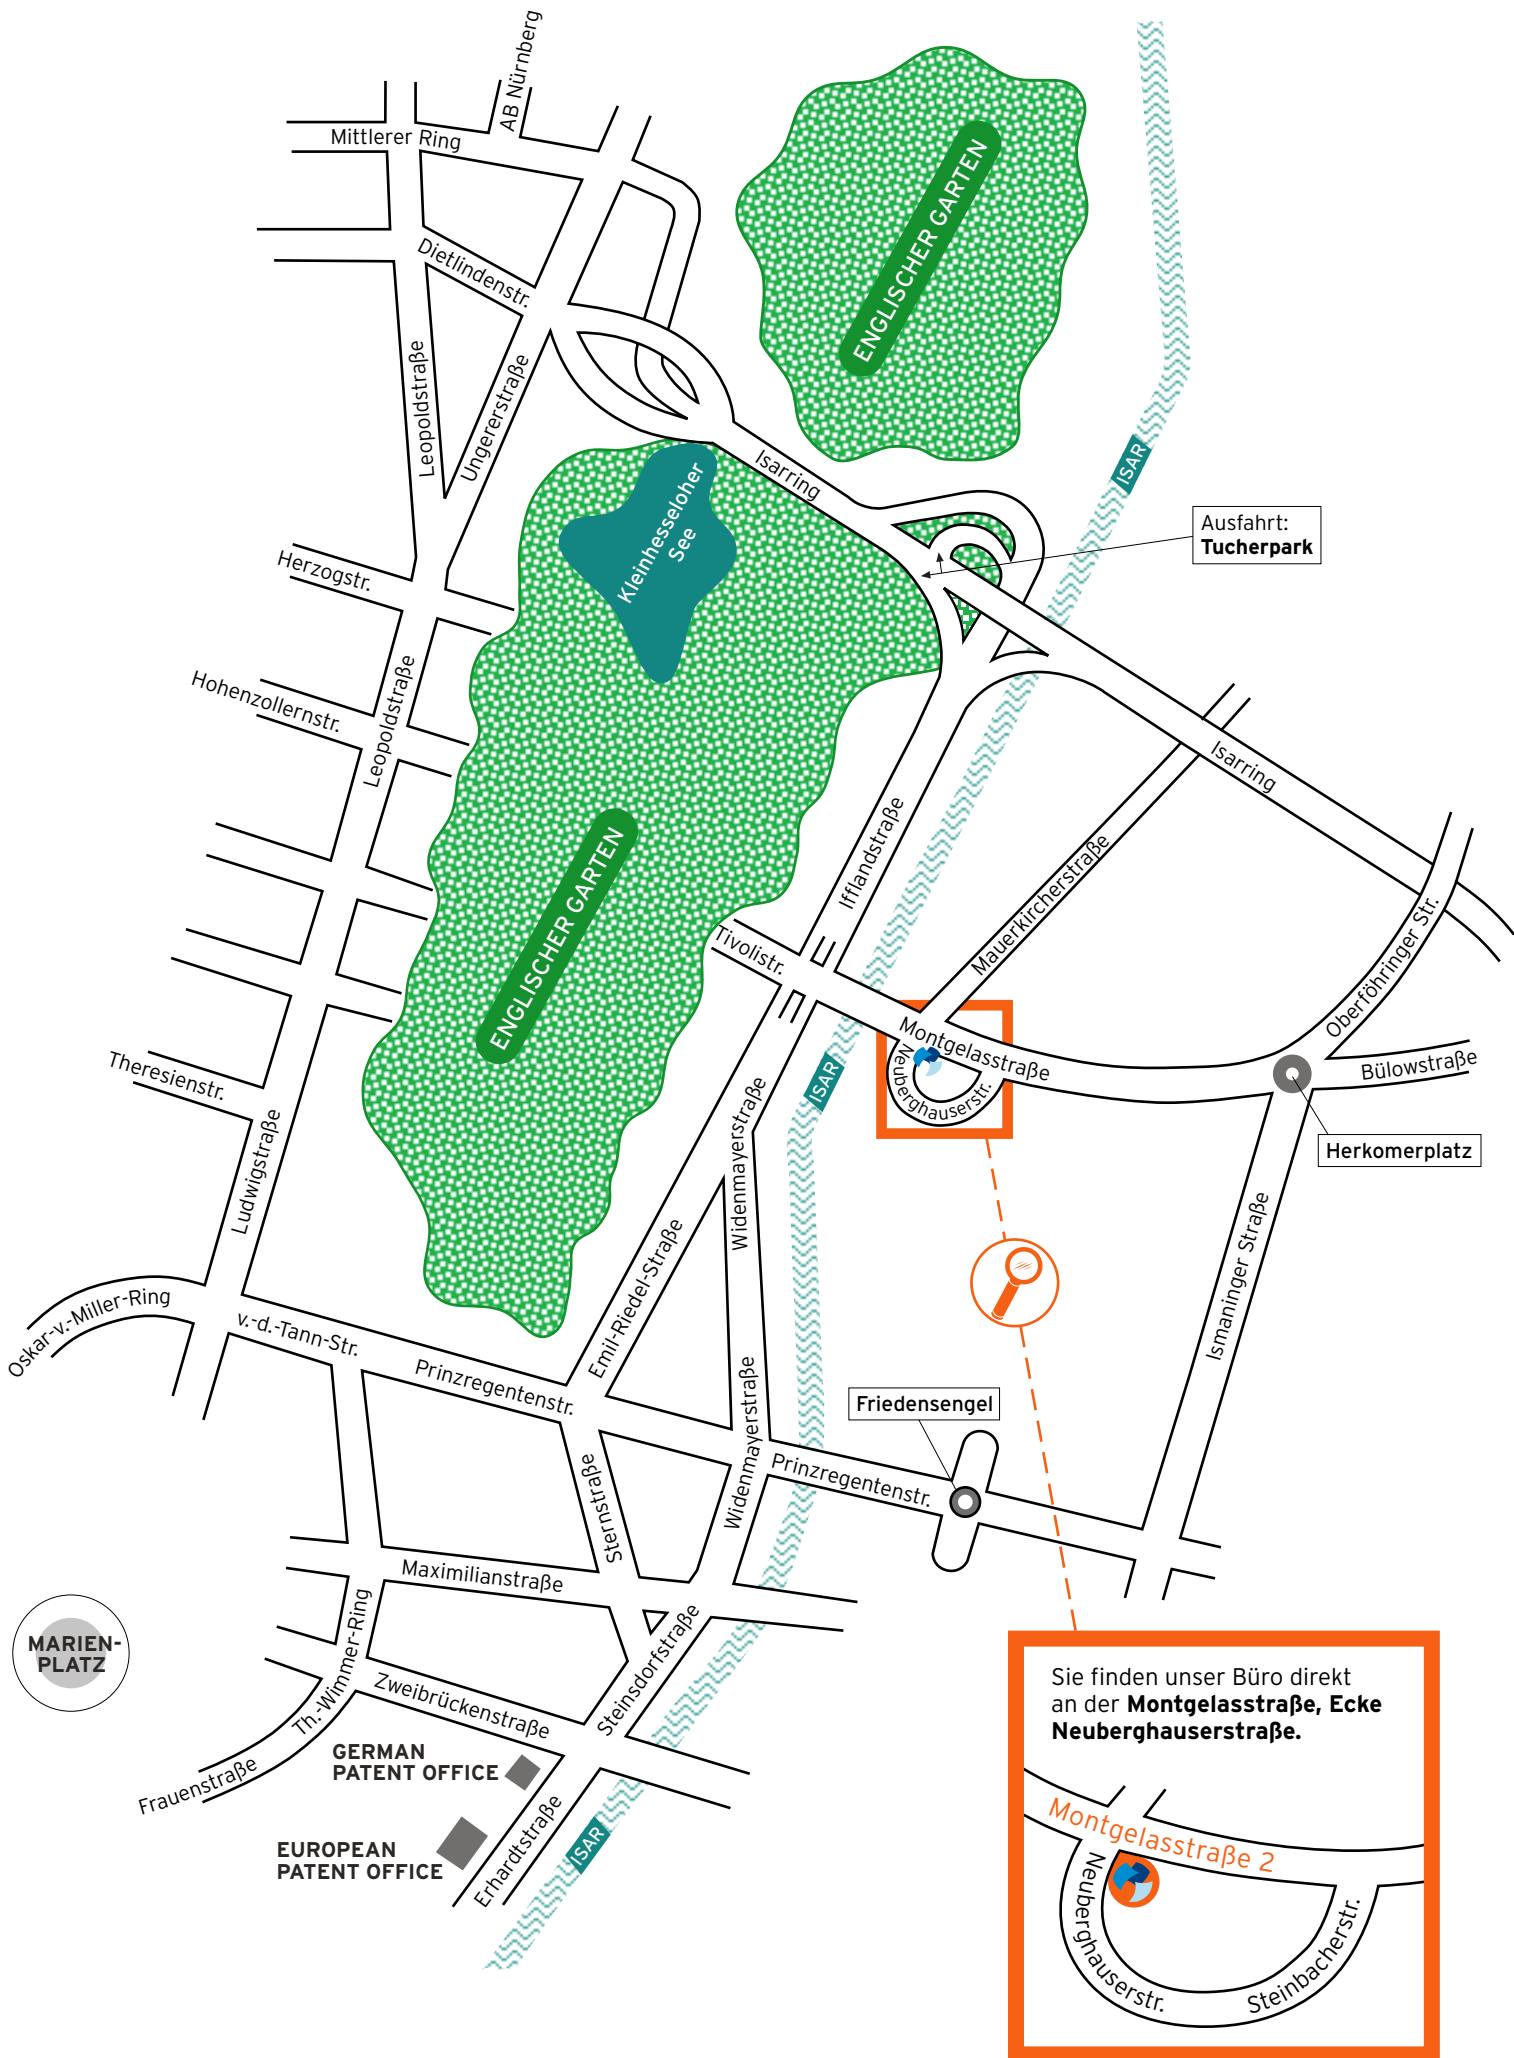 AB Nürnberg
Mittlerer Ring
ENGLISCHER GARTEN
Dietlindenstr.
Leopoldstraße
Ungererstraße
Isarring
ISAR
Kleinhesseloher
See
Ausfahrt:
Tucherpark
Herzogstr.
Hohenzollernstr.
Leopoldstraße
Isarring
Ifflandstraße
Mauerkircherstraße
Oberföhringer Str.
ENGLISCHER GARTEN
Tivolistr.
Montgelasstraße
Neuberghauserstr.
Bülowstraße
Theresienstr.
ISAR
Herkomerplatz
Ludwigstraße
Widenmayerstraße
Emil-Riedel-Straße
Ismaninger Straße
Oskar-v.-Miller-Ring
v.-d.-Tann-Str.
Prinzregentenstr.
Widenmayerstraße
Friedensengel
Prinzregentenstr.
Sternstraße
Maximilianstraße
MARIEN-
PLATZ
Th.-Wimmer-Ring
Steinsdorfstraße
Zweibrückenstraße
Frauenstraße
GERMAN
PATENT OFFICE
EUROPEAN
PATENT OFFICE
Erhardtstraße
ISAR
Sie finden unser Büro direkt
an der Montgelasstraße, Ecke
Neuberghauserstraße.
Montgelasstraße 2
Neuberghauserstr.
Steinbacherstr.